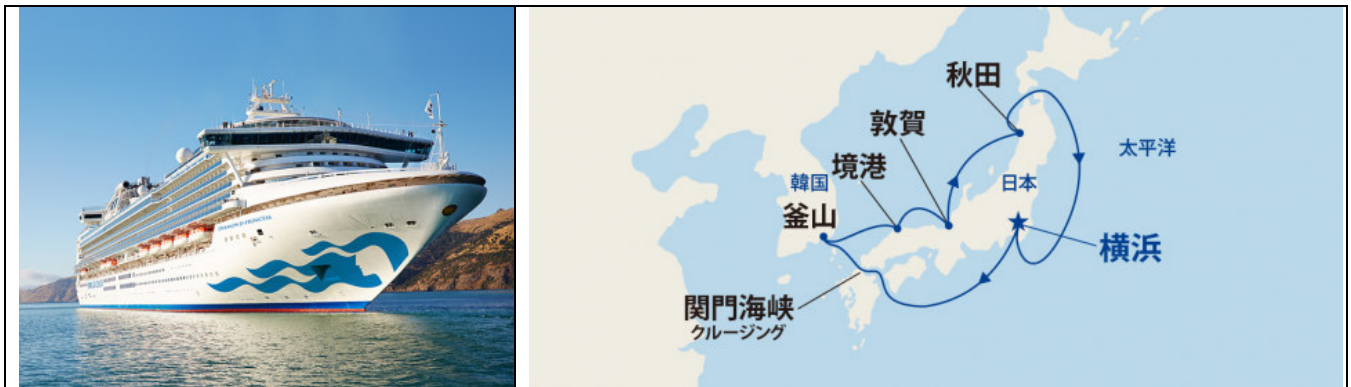 DIAMOND PRINCESS
秋田
敦賀
太平洋
境港
韓国
日本
釜山
横浜
関門海峡
クルージング